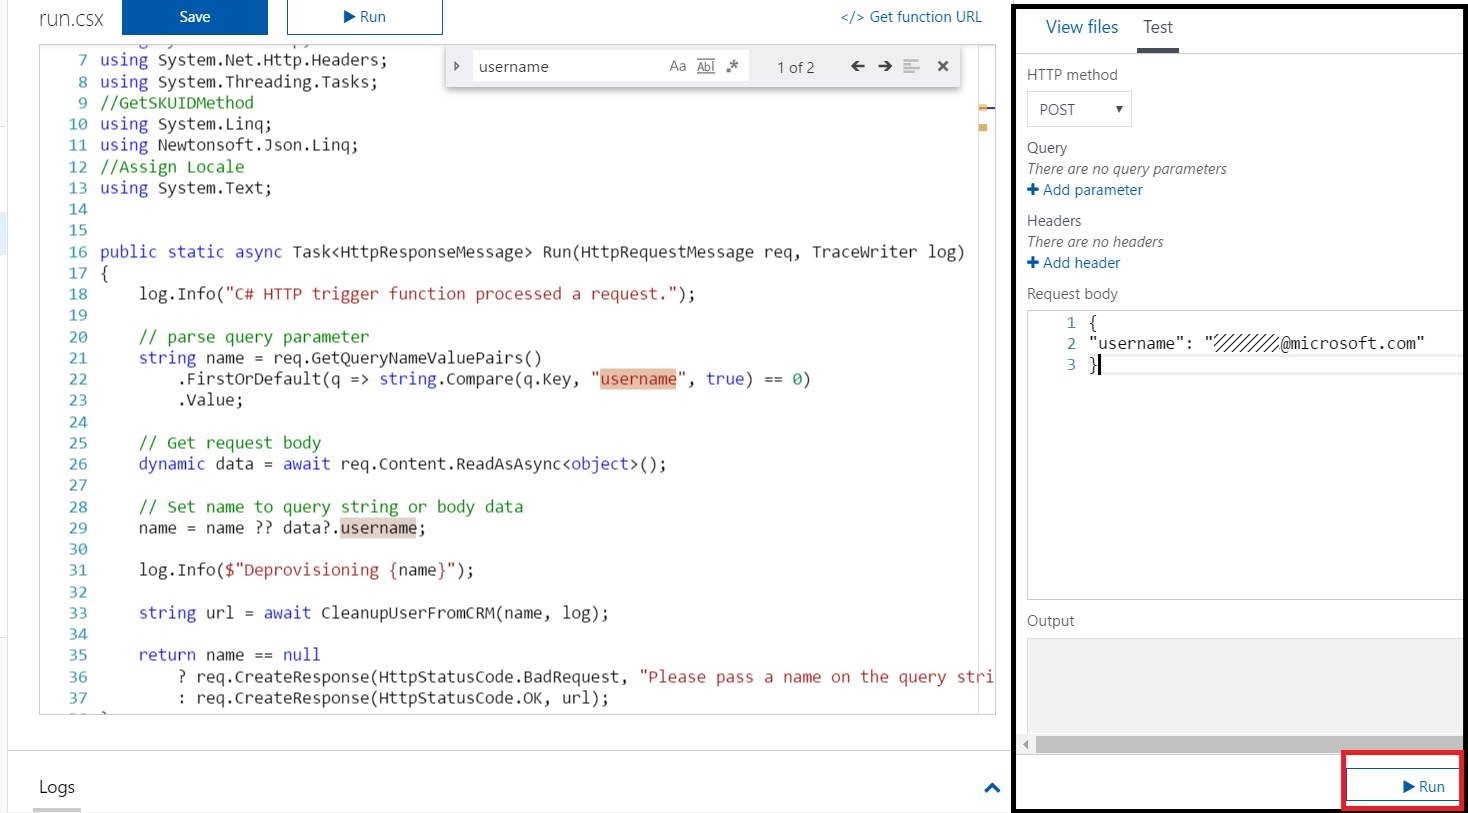 run.csx
Save
Run
</> Get function URL
username
Aa Abl .*
1 of 2
7 using System.Net.Http.Headers;
8 using System.Threading.Tasks;
9 //GetSKUIDMethod
10 using System.Linq;
11 using Newtonsoft.Json.Linq;
12 //Assign Locale
13 using System.Text;
14
15
16 public static async Task<HttpResponseMessage> Run(HttpRequestMessage req, TraceWriter log)
17 {
18 log.Info("C# HTTP trigger function processed a request.");
19
20 // parse query parameter
21 string name = req.GetQueryNameValuePairs()
22 .FirstOrDefault(q => string.Compare(q.Key, "username", true) == 0)
23 .Value;
24
25 // Get request body
26 dynamic data = await req.Content.ReadAsAsync<object>();
27
28 // Set name to query string or body data
29 name = name ?? data?.username;
30
31 log.Info($"Deprovisioning {name}");
32
33 string url = await CleanupUserFromCRM(name, log);
34
35 return name == null
36 ? req.CreateResponse(HttpStatusCode.BadRequest, "Please pass a name on the query stri
37 : req.CreateResponse(HttpStatusCode.OK, url);
Logs
View files
Test
HTTP method
POST
Query
There are no query parameters
+ Add parameter
Headers
There are no headers
+ Add header
Request body
1 {
2 "username": "@microsoft.com"
3 }
Output
Run